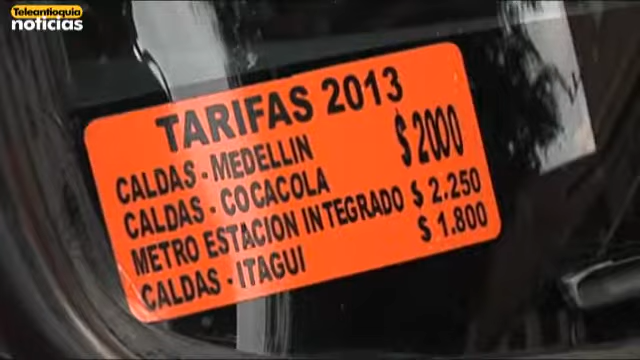 Teleantioquia
noticias
TARIFAS 2013
CALDAS - MEDELLIN
CALDAS - COCACOLA $ 2000
METRO ESTACION INTEGRADO $ 2.250
CALDAS - ITAGUI $ 1.800